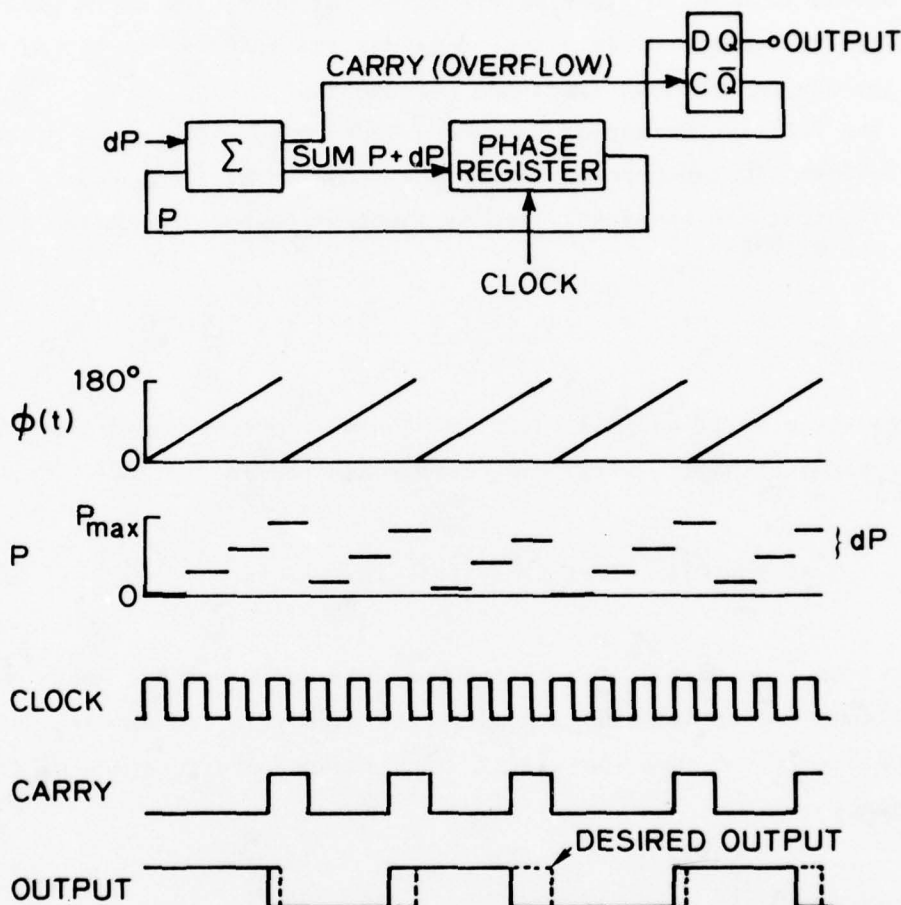 D Q OUTPUT
CARRY (OVERFLOW)
C Q̅
dP
Σ
SUM P+dP
PHASE
REGISTER
P
CLOCK
180°
ϕ(t)
0
Pmax
P
dP
0
CLOCK
CARRY
DESIRED OUTPUT
OUTPUT